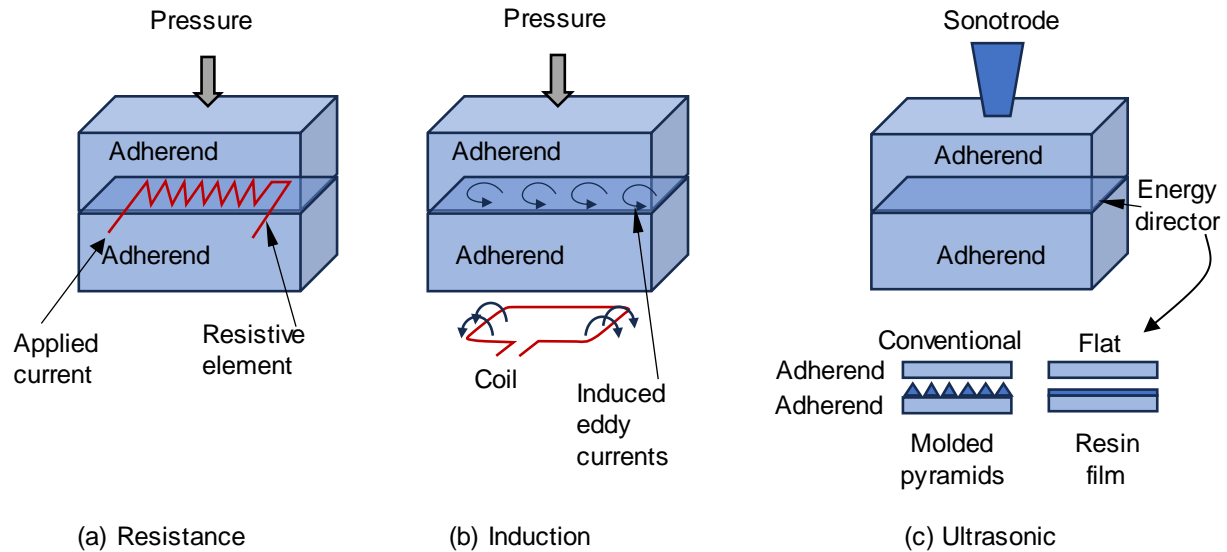 Pressure
Adherend
Adherend
Applied
current
Resistive
element
(a) Resistance
Pressure
Adherend
Adherend
Coil
Induced
eddy
currents
(b) Induction
Sonotrode
Adherend
Adherend
Energy
director
Conventional
Flat
Adherend
Adherend
Molded
pyramids
Resin
film
(c) Ultrasonic